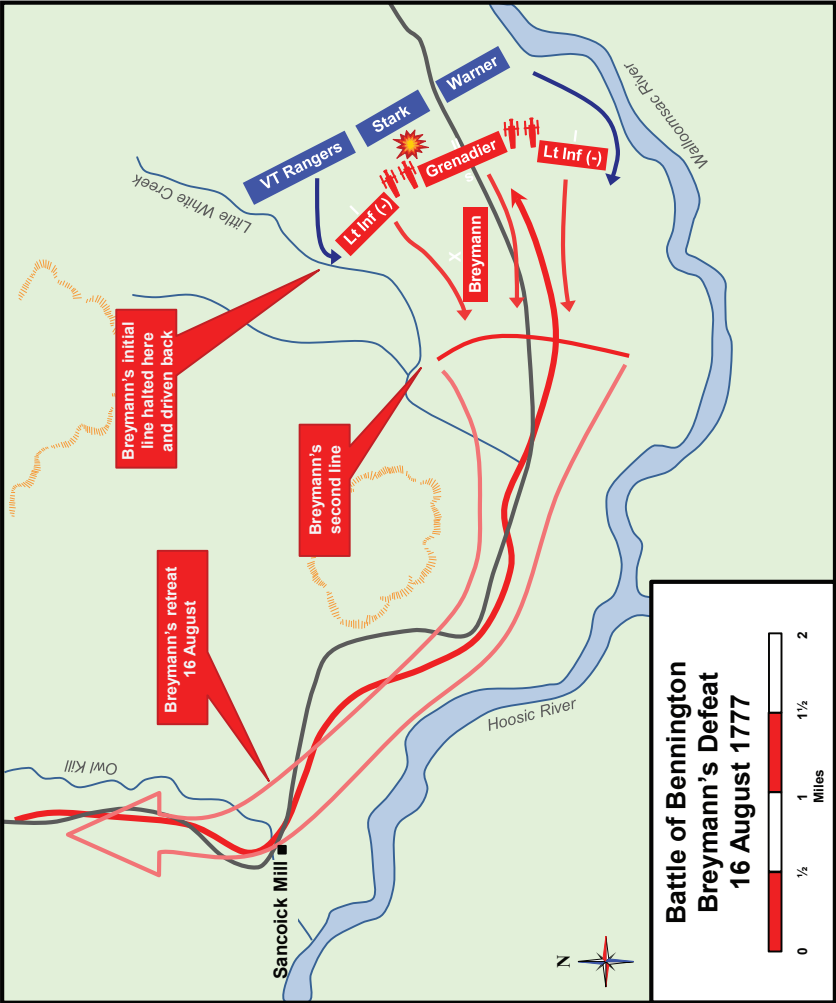 Walloomsac River
Little White Creek
VT Rangers
Stark
Warner
Lt Inf (-)
Grenadier
Lt Inf (-)
X
Breymann
Breymann's initial
line halted here
and driven back
Breymann's
second line
Breymann's retreat
16 August
Owl Kill
Hoosic River
Sancoick Mill
N
Battle of Bennington
Breymann's Defeat
16 August 1777
0 ½ 1 1½ 2
Miles